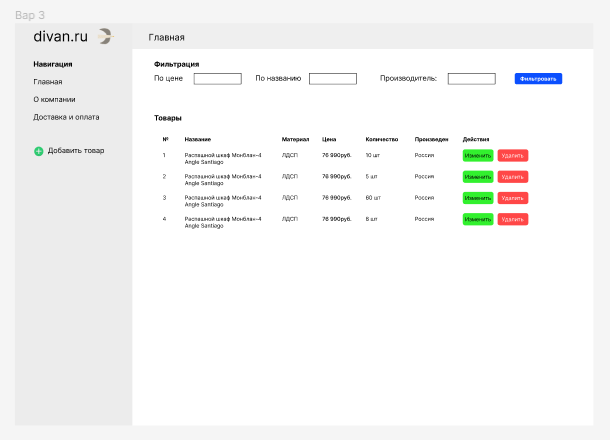 Вар 3
divan.ru
Главная
Навигация
Главная
О компании
Доставка и оплата
Добавить товар
Фильтрация
По цене По названию Производитель: Фильтровать
Товары
№ Название Материал Цена Количество Произведен Действия
1 Распашной шкаф Монблан-4 Angle Santiago ЛДСП 76 990руб. 10 шт Россия Изменить Удалить
2 Распашной шкаф Монблан-4 Angle Santiago ЛДСП 76 990руб. 5 шт Россия Изменить Удалить
3 Распашной шкаф Монблан-4 Angle Santiago ЛДСП 76 990руб. 60 шт Россия Изменить Удалить
4 Распашной шкаф Монблан-4 Angle Santiago ЛДСП 76 990руб. 6 шт Россия Изменить Удалить